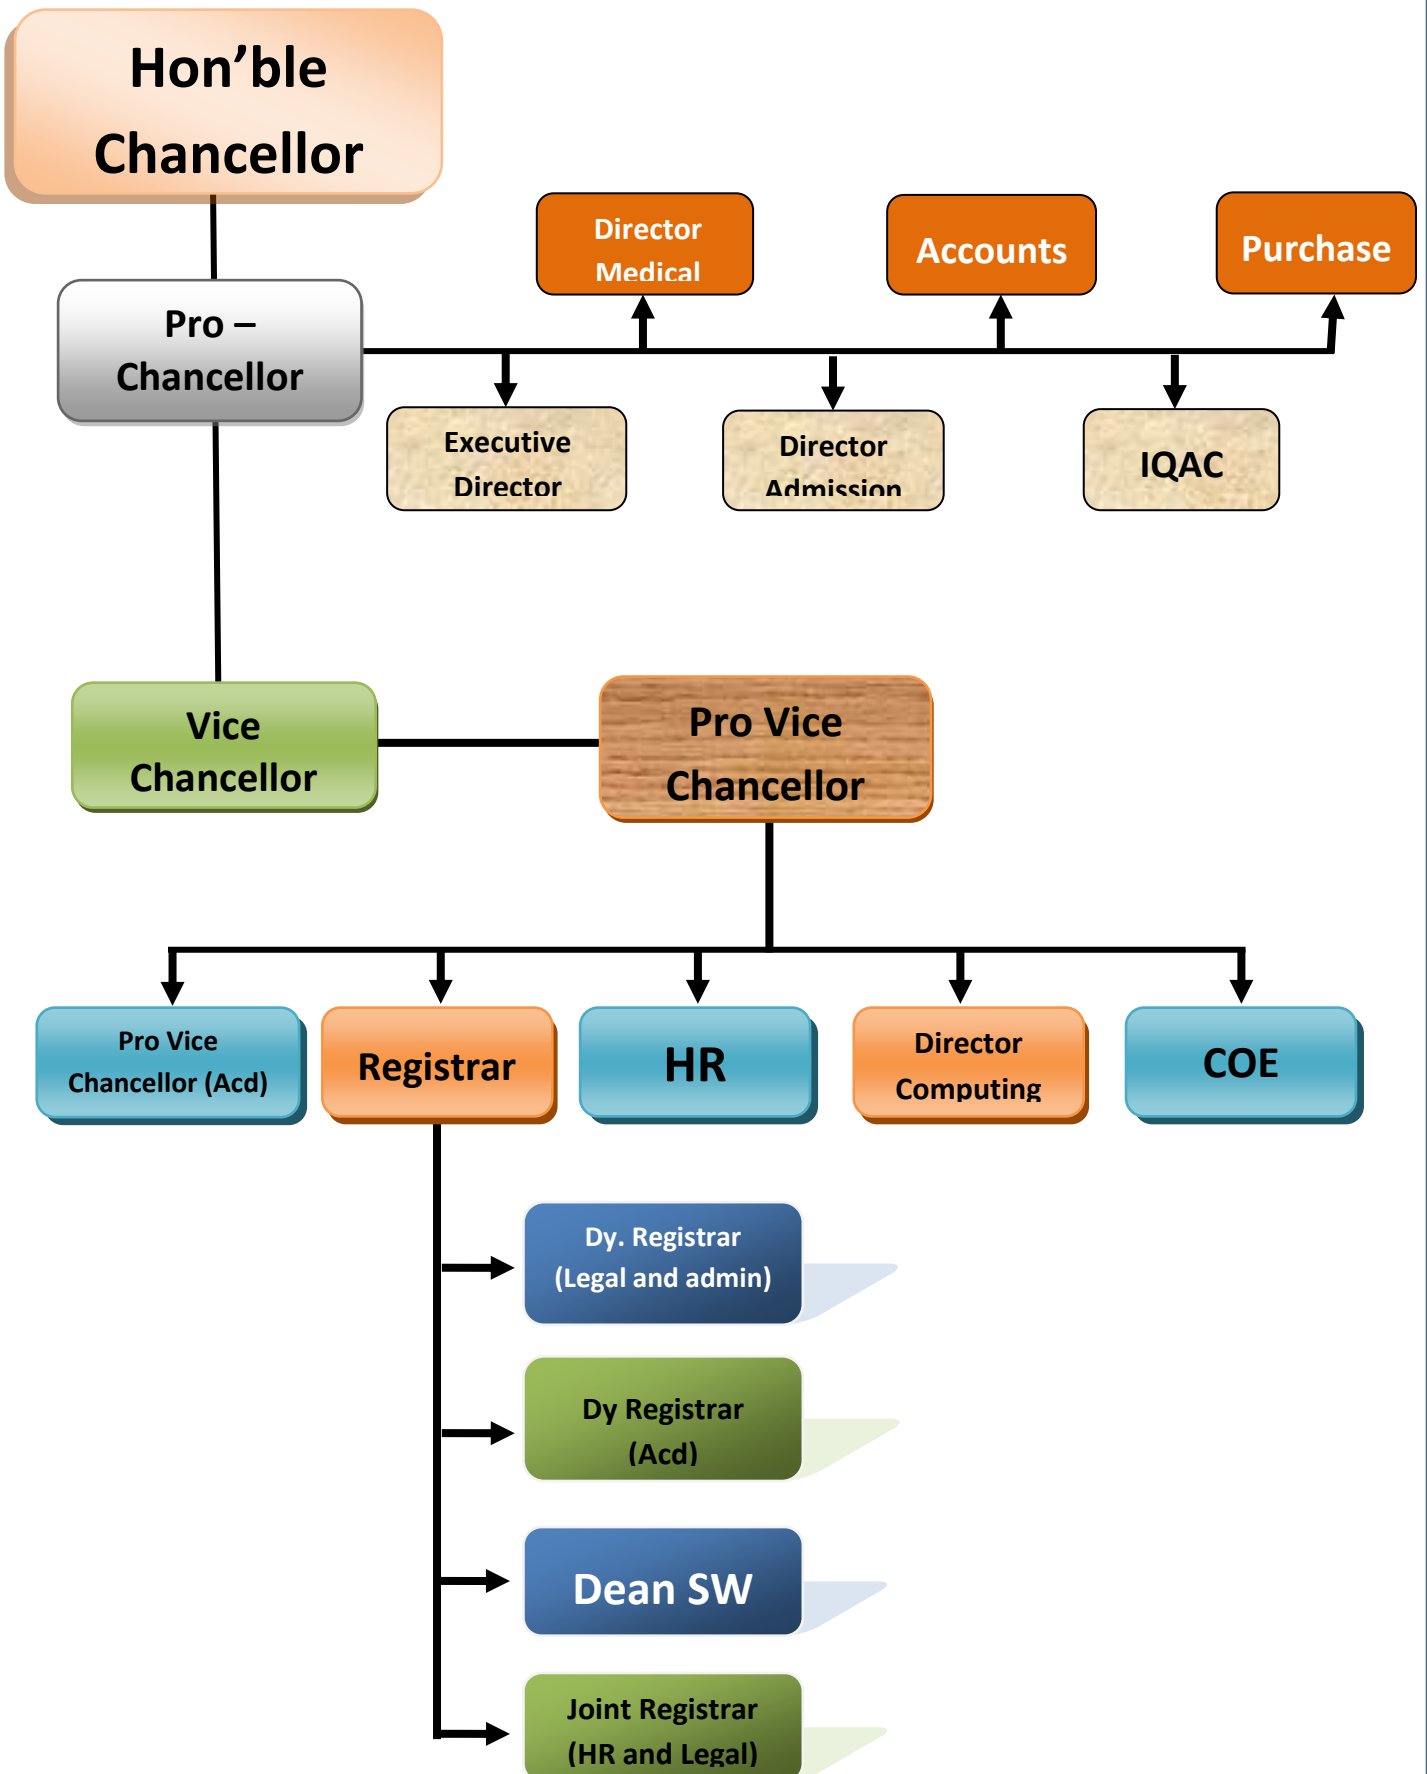 Hon’ble
Chancellor
Director
Medical
Accounts
Purchase
Pro –
Chancellor
Executive
Director
Director
Admission
IQAC
Vice
Chancellor
Pro Vice
Chancellor
Pro Vice
Chancellor (Acd)
Registrar
HR
Director
Computing
COE
Dy. Registrar
(Legal and admin)
Dy Registrar
(Acd)
Dean SW
Joint Registrar
(HR and Legal)